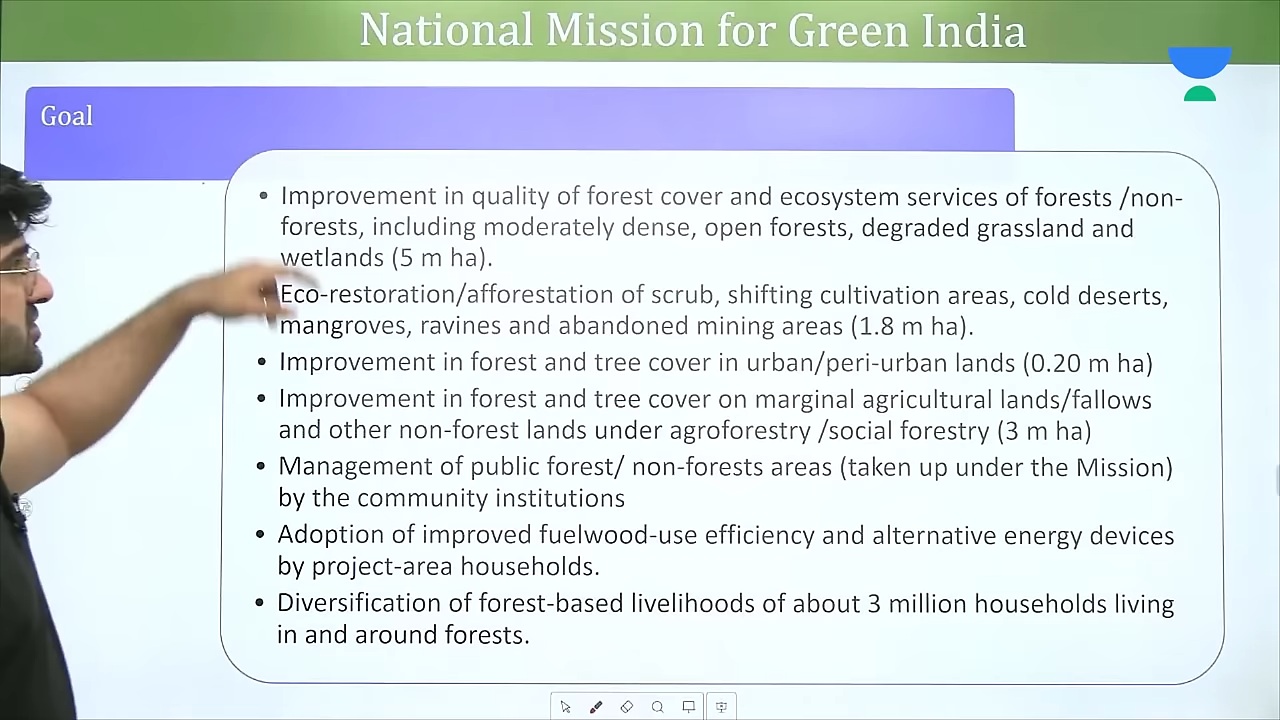 National Mission for Green India
Goal
• Improvement in quality of forest cover and ecosystem services of forests /non-
forests, including moderately dense, open forests, degraded grassland and
wetlands (5 m ha).
Eco-restoration/afforestation of scrub, shifting cultivation areas, cold deserts,
mangroves, ravines and abandoned mining areas (1.8 m ha).
• Improvement in forest and tree cover in urban/peri-urban lands (0.20 m ha)
• Improvement in forest and tree cover on marginal agricultural lands/fallows
and other non-forest lands under agroforestry /social forestry (3 m ha)
• Management of public forest/ non-forests areas (taken up under the Mission)
by the community institutions
• Adoption of improved fuelwood-use efficiency and alternative energy devices
by project-area households.
• Diversification of forest-based livelihoods of about 3 million households living
in and around forests.